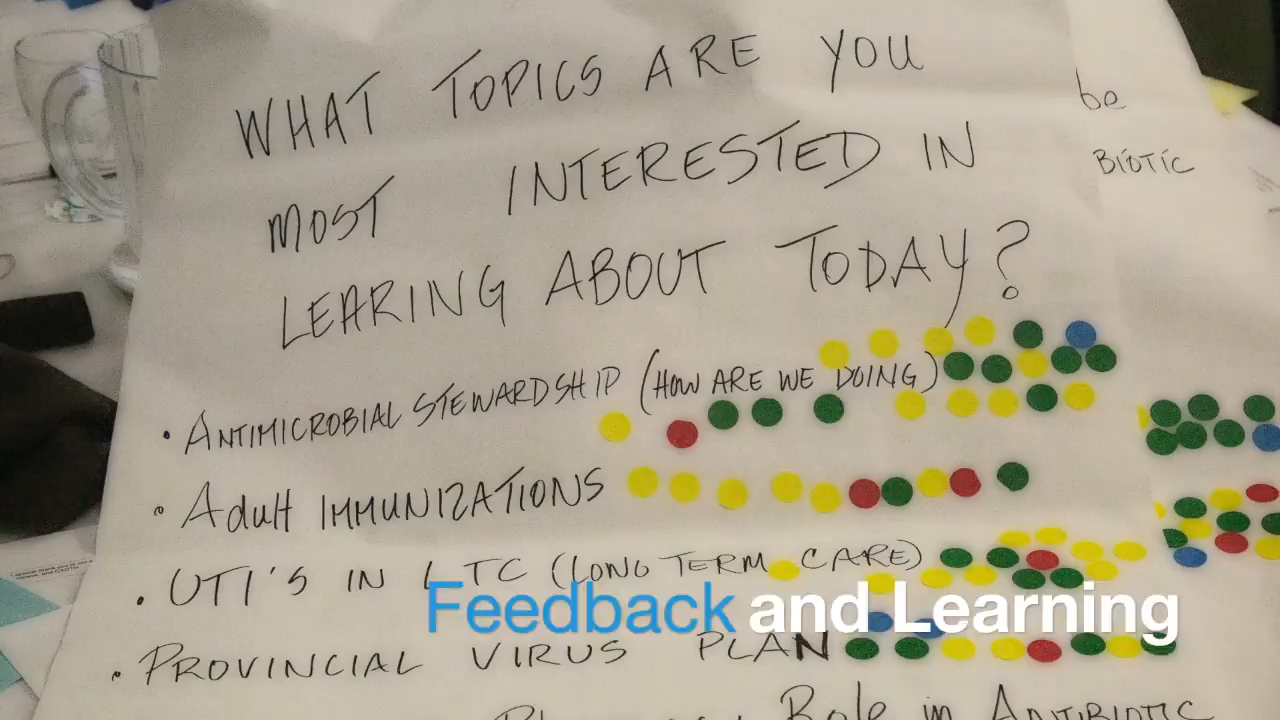 WHAT TOPICS ARE YOU
MOST INTERESTED IN
LEARING ABOUT TODAY?
be
BIOTIC
• ANTIMICROBIAL STEWARDSHIP (HOW ARE WE DOING)
• Adult IMMUNIZATIONS
• UTI'S IN LTC (LONG TERM CARE)
Feedback and Learning
• PROVINCIAL VIRUS PLAN
Role in ANTIBIOTIC